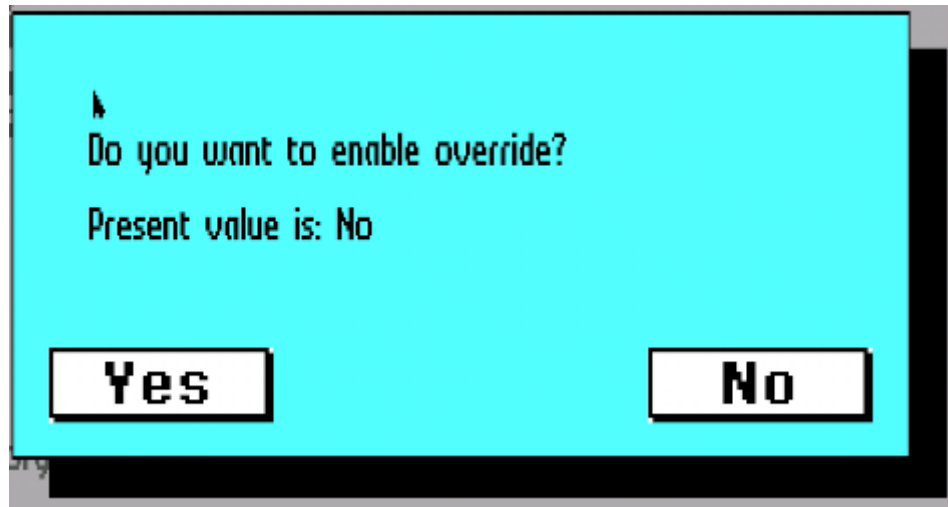 Do you want to enable override?
Present value is: No
Yes
No